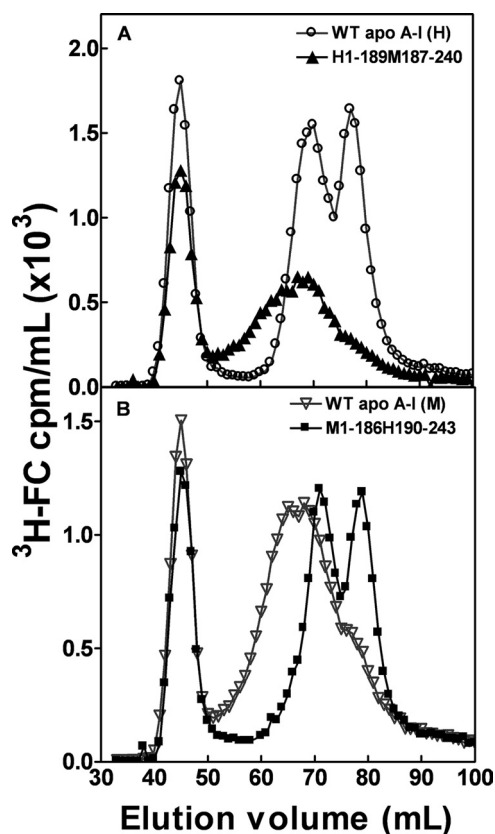 A
WT apo A-I (H)
H1-189M187-240
2.0
1.5
1.0
0.5
0.0
³H-FC cpm/mL (x10³)
B
WT apo A-I (M)
M1-186H190-243
1.5
1.0
0.5
0.0
30 40 50 60 70 80 90 100
Elution volume (mL)